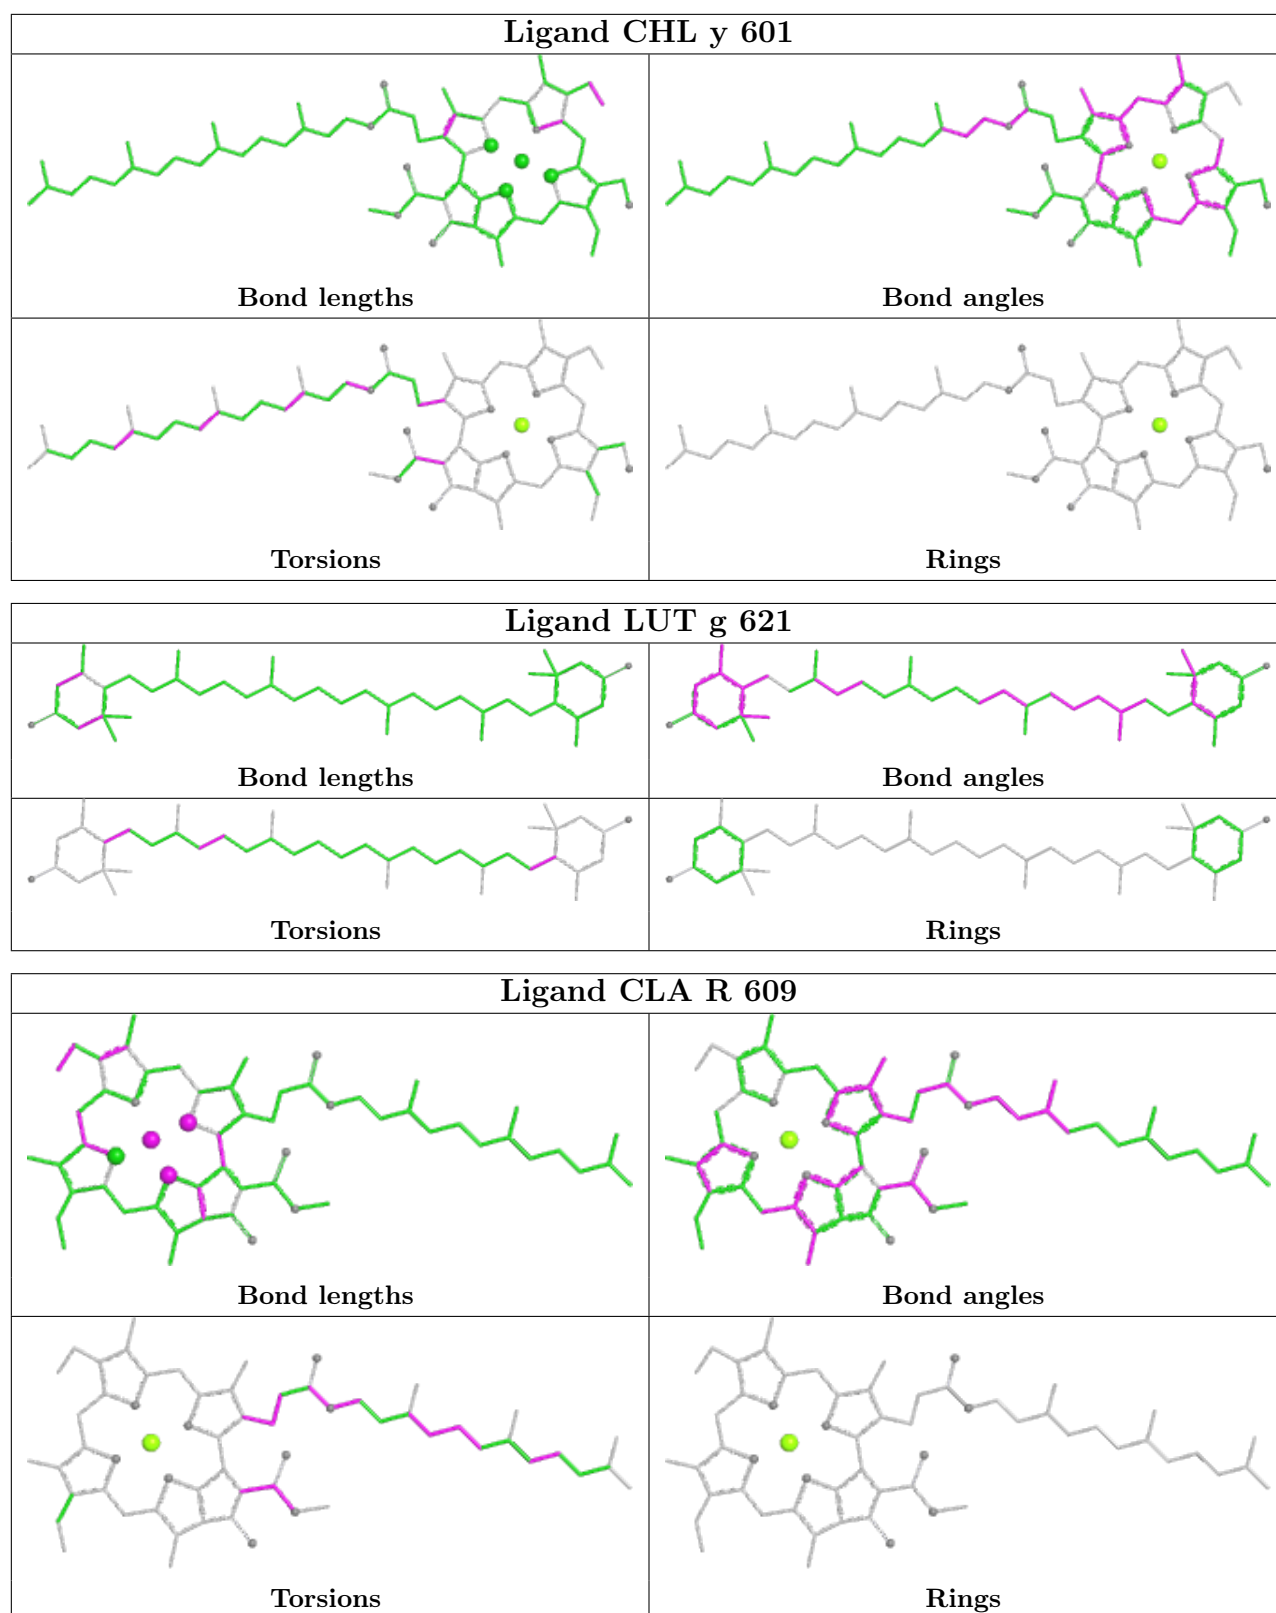 Ligand CHL y 601
Bond lengths
Bond angles
Torsions
Rings
Ligand LUT g 621
Bond lengths
Bond angles
Torsions
Rings
Ligand CLA R 609
Bond lengths
Bond angles
Torsions
Rings